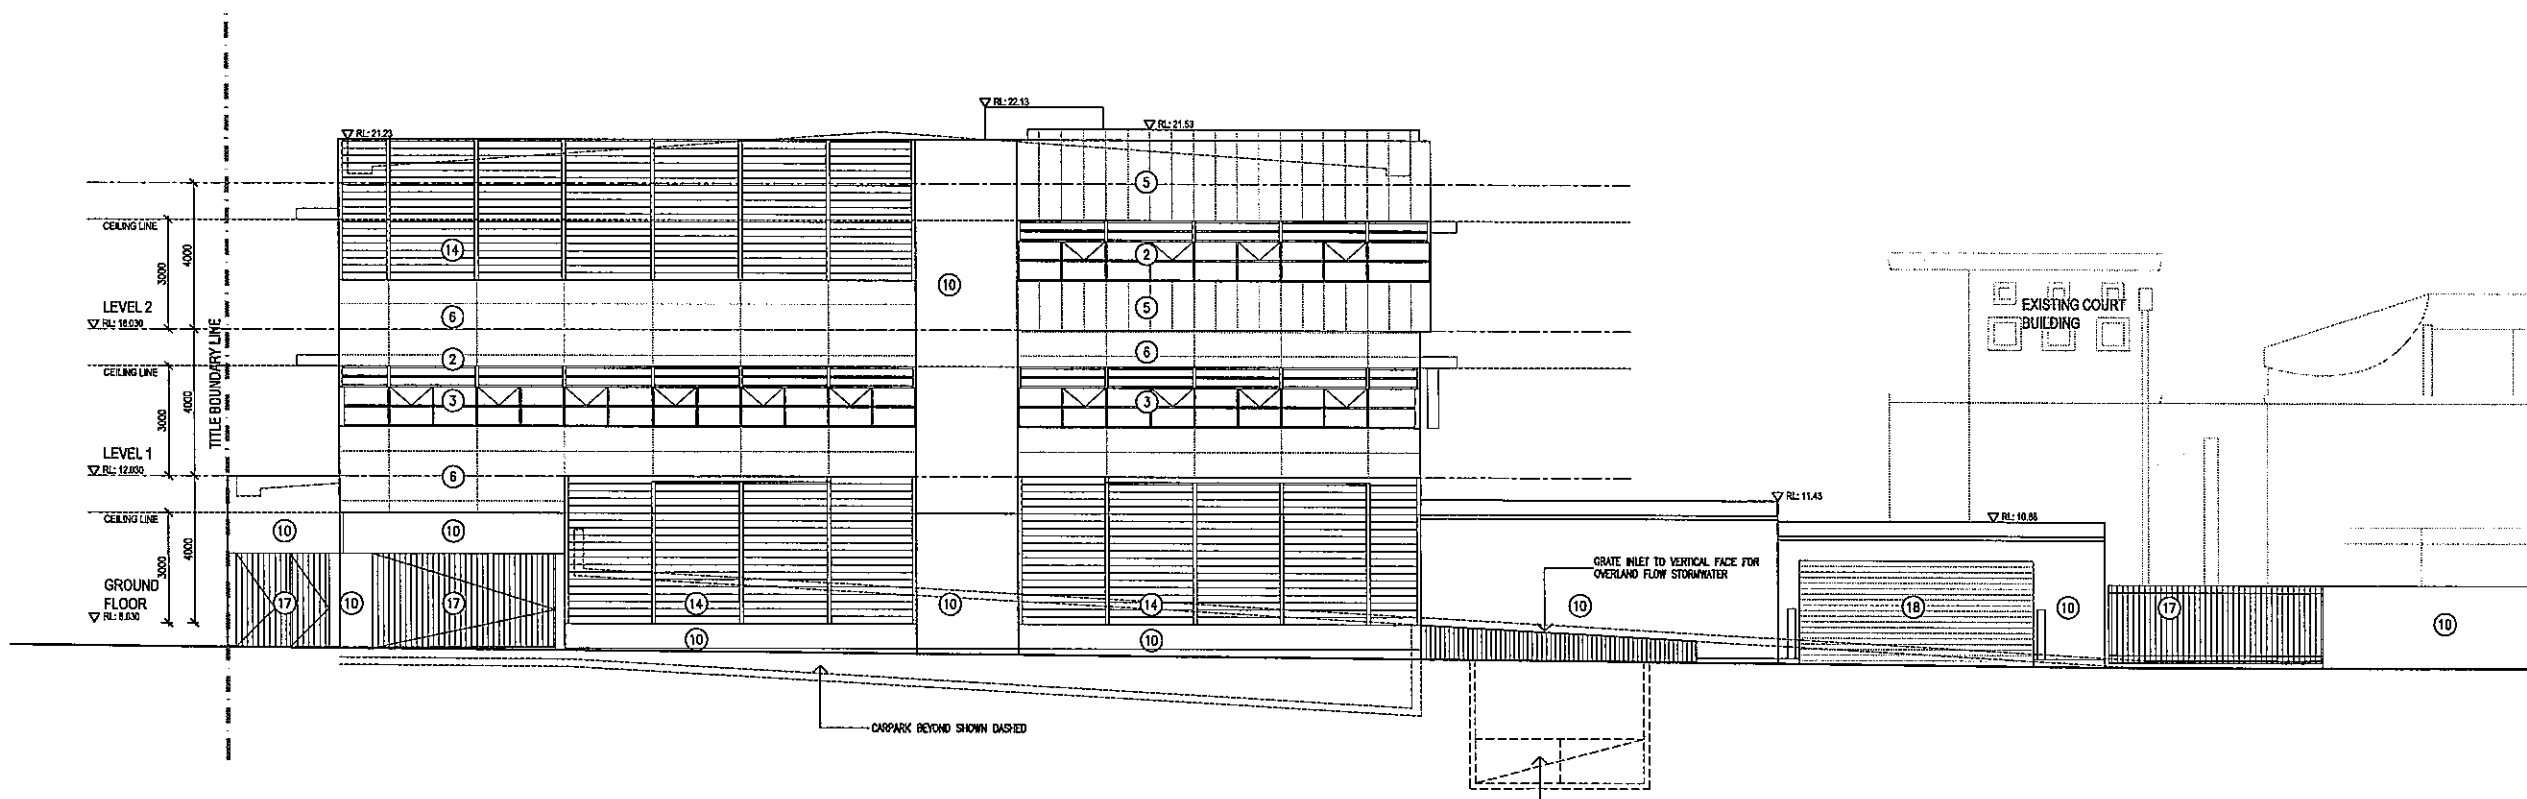 RL: 22.13
RL: 21.53
RL: 21.23
5
CEILING LINE
14
2
4000
3000
10
LEVEL 2
RL: 16.030
5
6
EXISTING COURT
BUILDING
TITLE BOUNDARY LINE
2
6
CEILING LINE
3
3
4000
3000
LEVEL 1
RL: 12.030
6
RL: 11.43
CEILING LINE
RL: 10.88
10
10
4000
3000
GRATE INLET TO VERTICAL FACE FOR
OVERLAND FLOW STORMWATER
GROUND
FLOOR
RL: 8.030
17
10
17
14
10
14
10
18
10
17
10
10
10
CARPARK BEYOND SHOWN DASHED